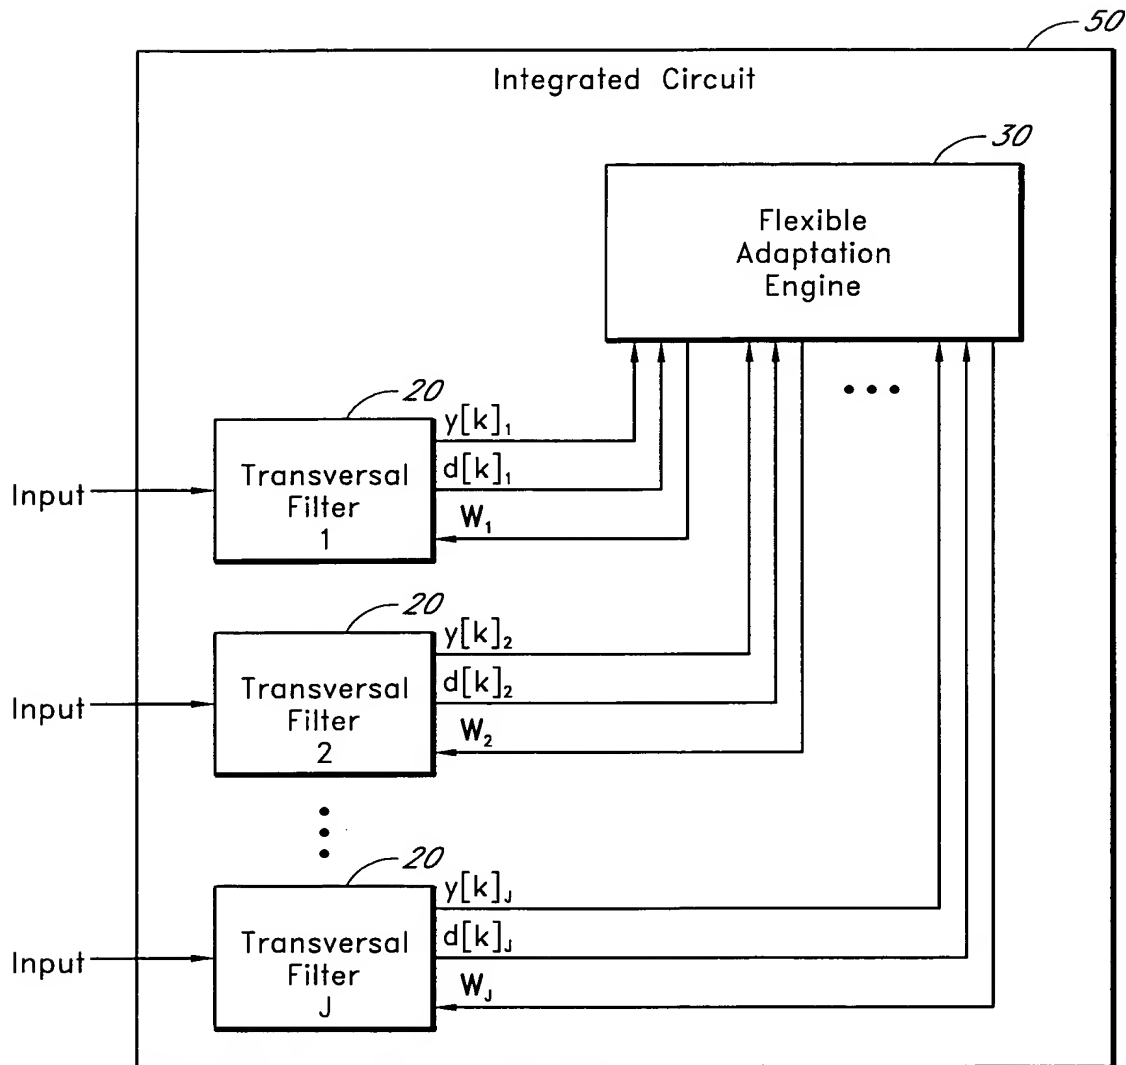 50
Integrated Circuit
30
Flexible
Adaptation
Engine
20
y[k]₁
d[k]₁
W₁
Input
Transversal
Filter
1
20
y[k]₂
d[k]₂
W₂
Input
Transversal
Filter
2
20
y[k]J
d[k]J
WJ
Input
Transversal
Filter
J